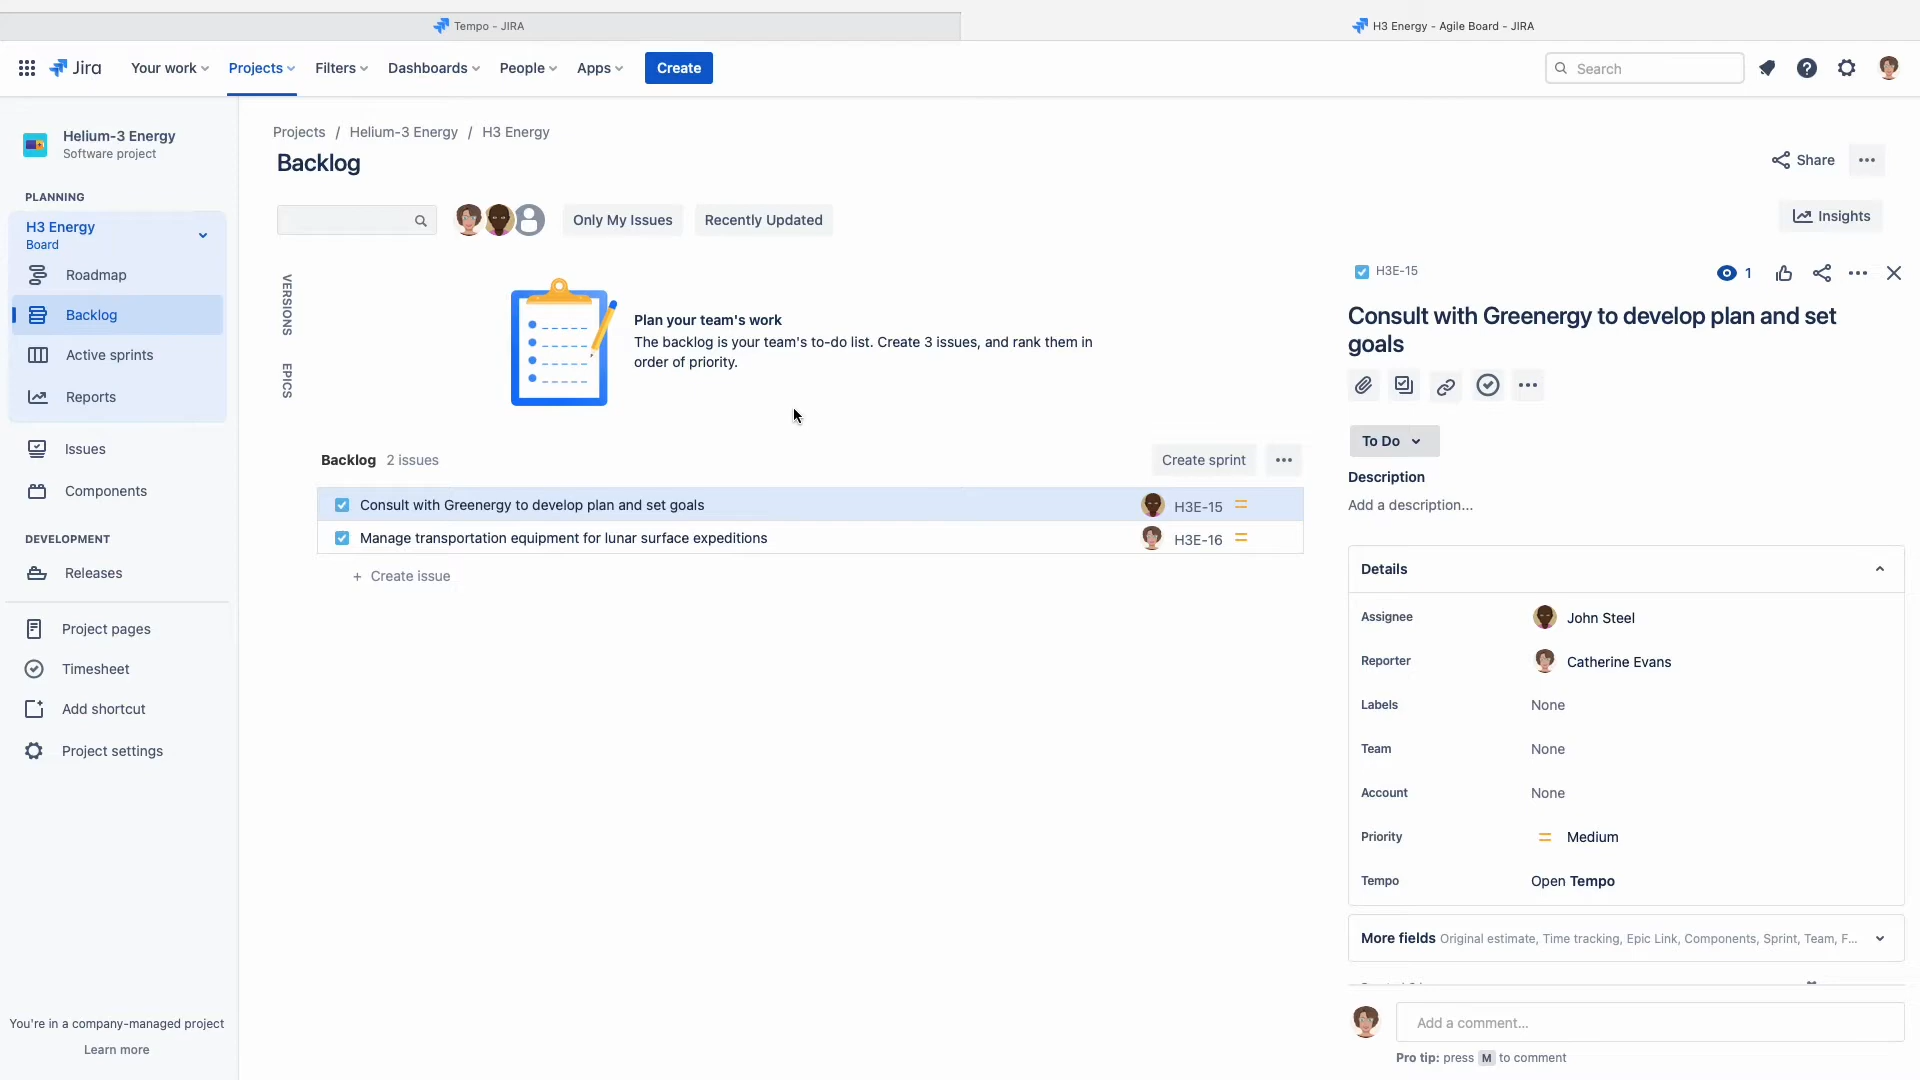 Tempo - JIRA
H3 Energy - Agile Board - JIRA
Jira
Your work
Projects
Filters
Dashboards
People
Apps
Create
Search
Helium-3 Energy
Software project
PLANNING
H3 Energy
Board
Roadmap
Backlog
Active sprints
Reports
Issues
Components
DEVELOPMENT
Releases
Project pages
Timesheet
Add shortcut
Project settings
You're in a company-managed project
Learn more
Projects / Helium-3 Energy / H3 Energy
Backlog
Share
Only My Issues
Recently Updated
Insights
VERSIONS
EPICS
Plan your team's work
The backlog is your team's to-do list. Create 3 issues, and rank them in
order of priority.
Backlog 2 issues
Create sprint
Consult with Greenergy to develop plan and set goals H3E-15
Manage transportation equipment for lunar surface expeditions H3E-16
+ Create issue
H3E-15
1
Consult with Greenergy to develop plan and set
goals
To Do
Description
Add a description...
Details
Assignee John Steel
Reporter Catherine Evans
Labels None
Team None
Account None
Priority Medium
Tempo Open Tempo
More fields Original estimate, Time tracking, Epic Link, Components, Sprint, Team, F...
Add a comment...
Pro tip: press M to comment